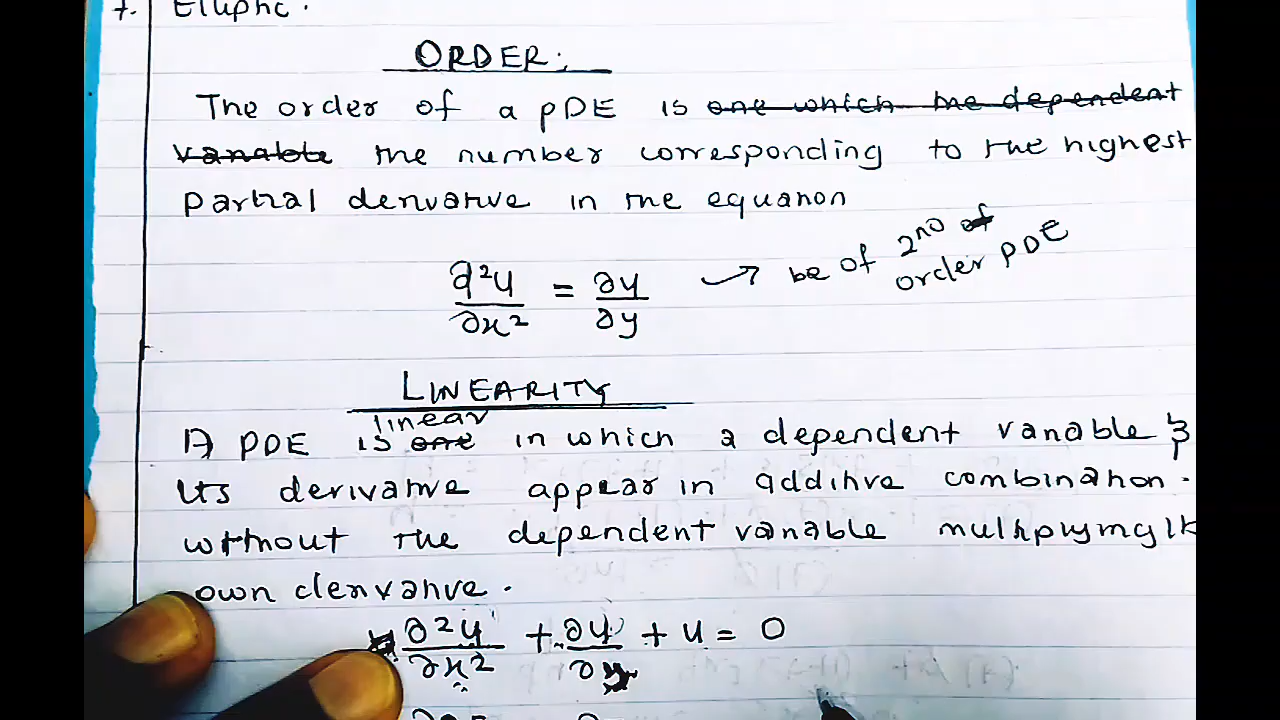 7. Elliptic.
ORDER:
The order of a PDE is one which the dependent
variable the number corresponding to the highest
partial derivative in the equation
∂²u/∂x² = ∂u/∂y → be of 2nd of
order PDE
LINEARITY
linear
A PDE is one in which a dependent variable &
its derivative appear in additive combination.
without the dependent variable multiplying its
own derivative.
∂²u/∂x² + ∂u/∂y + u = 0